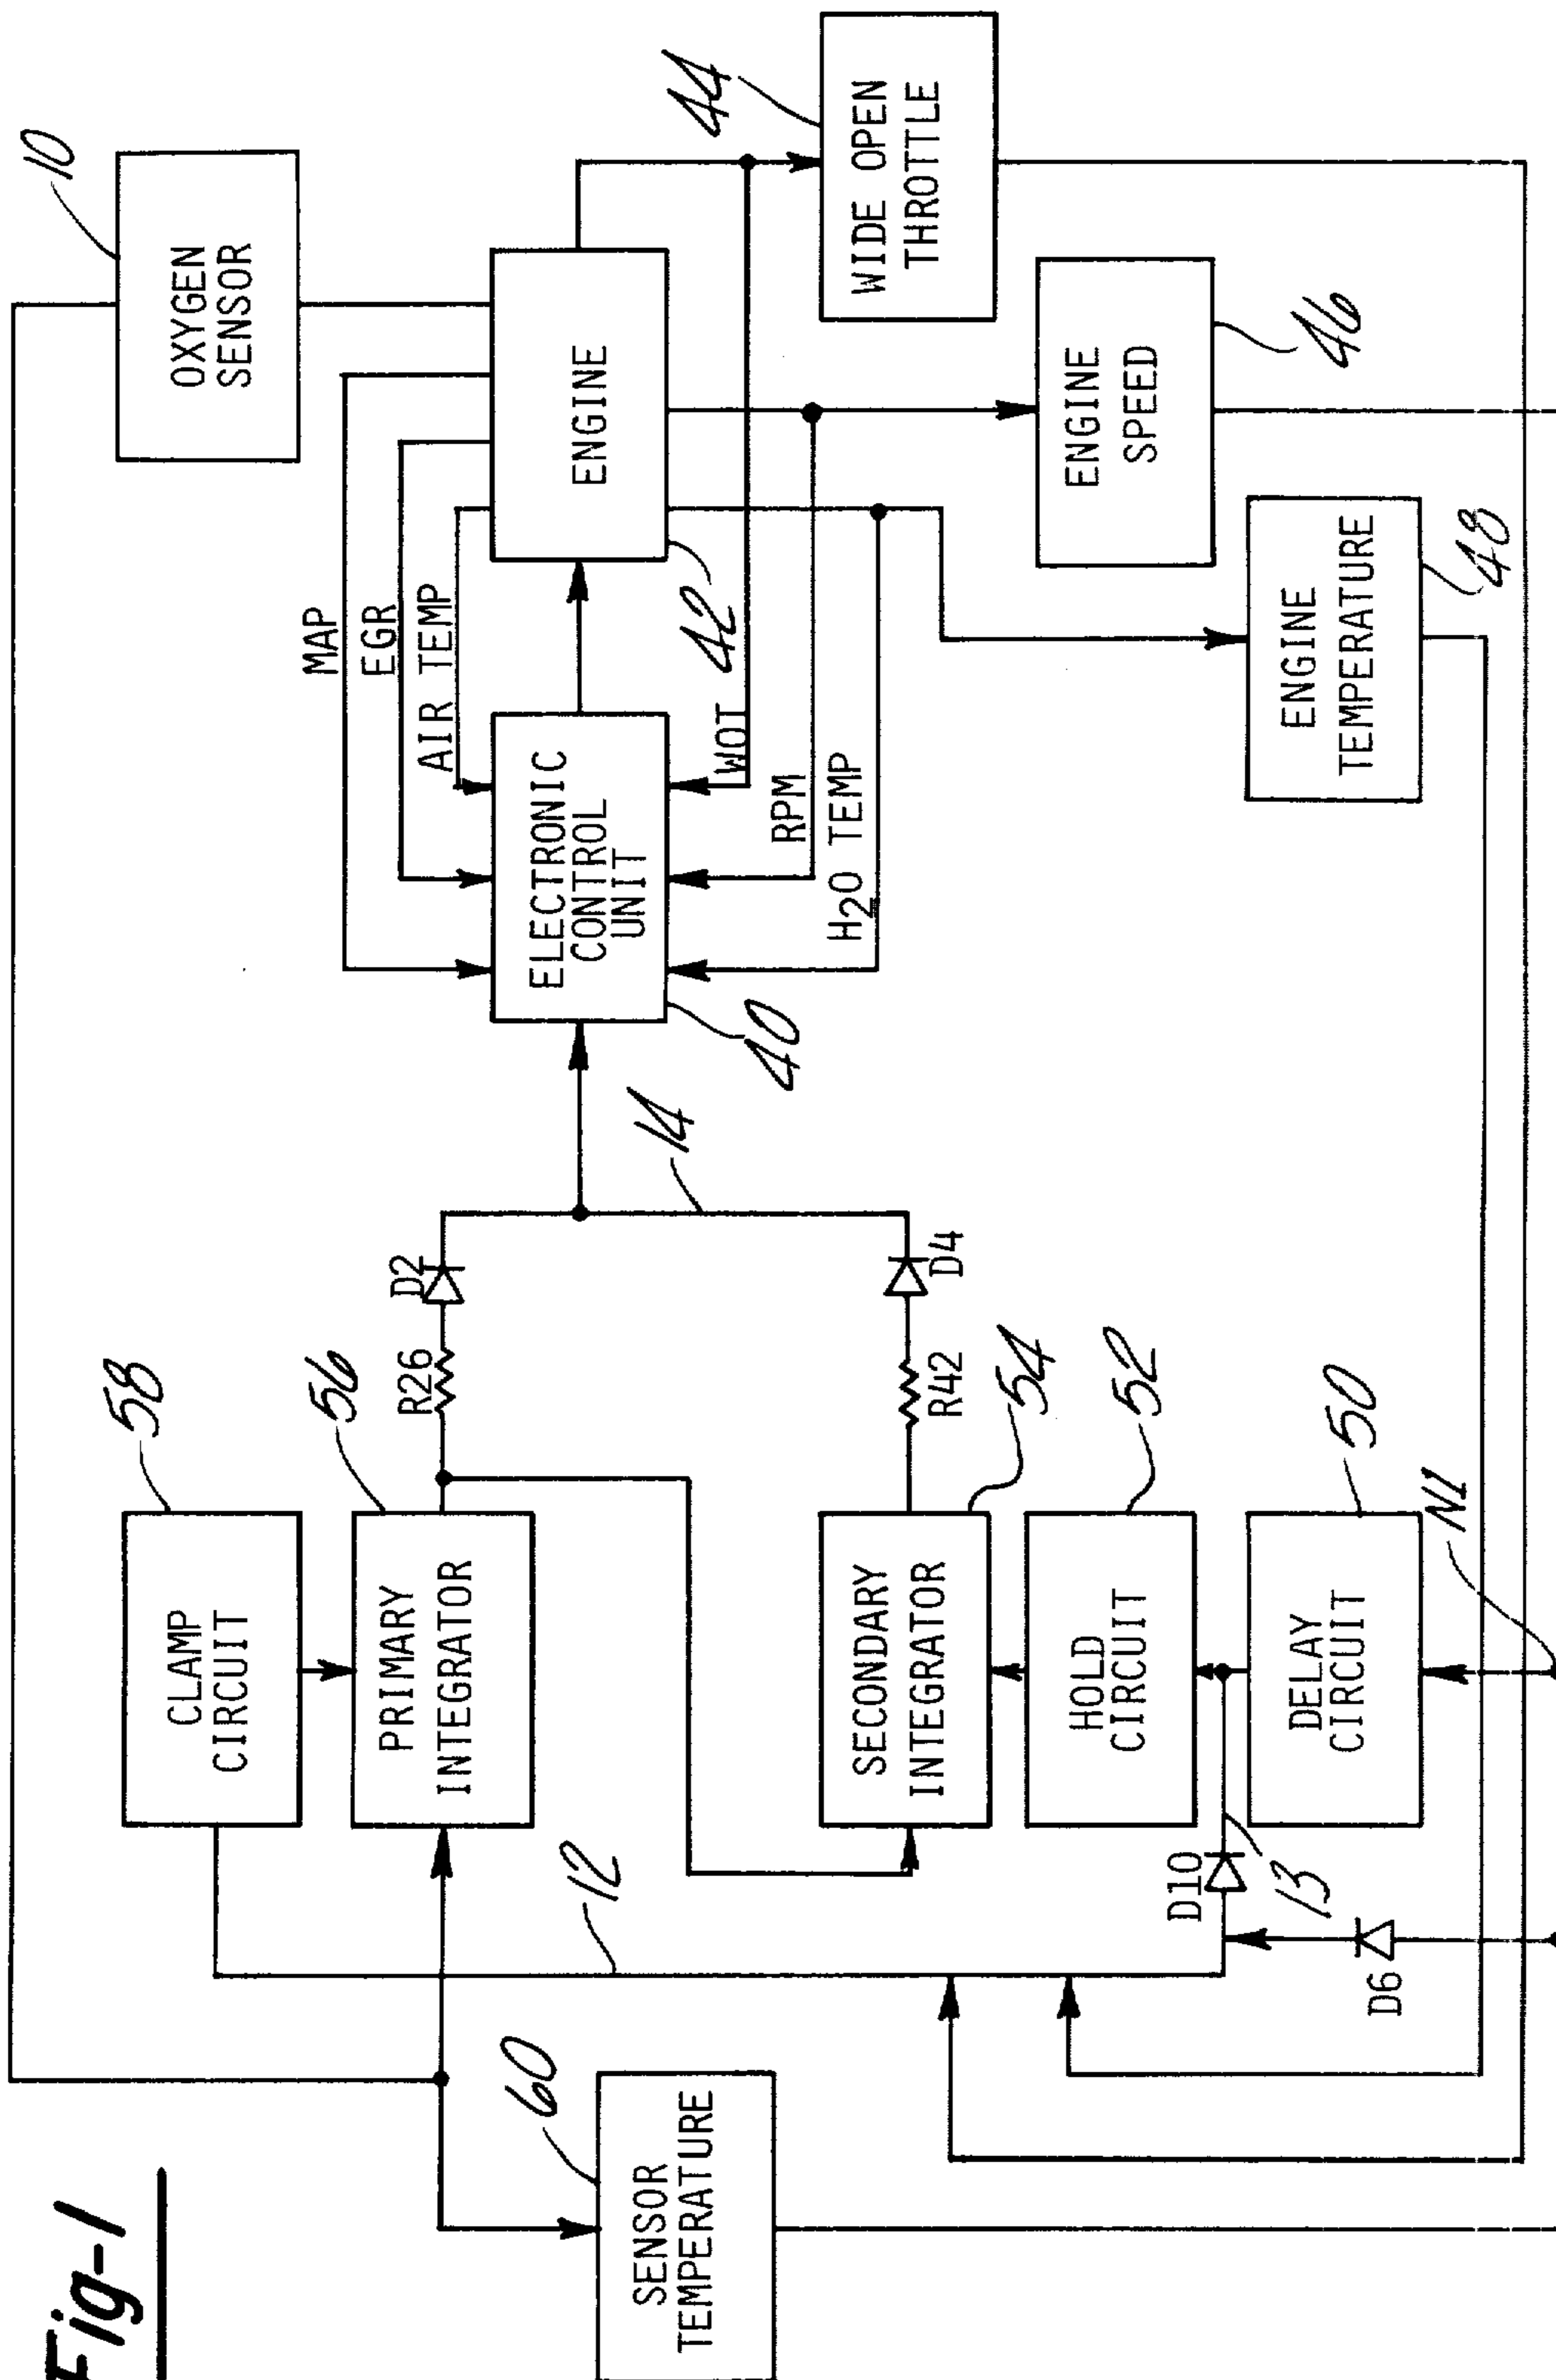 Fig-1
10
OXYGEN
SENSOR
58
CLAMP
CIRCUIT
56
PRIMARY
INTEGRATOR
R26
D2
12
60
SENSOR
TEMPERATURE
14
MAP
EGR
AIR TEMP
ELECTRONIC
CONTROL
UNIT
40
ENGINE
42
WOT
RPM
H2O TEMP
44
WIDE OPEN
THROTTLE
ENGINE
SPEED
46
ENGINE
TEMPERATURE
48
SECONDARY
INTEGRATOR
54
R42
D4
HOLD
CIRCUIT
52
D10
13
DELAY
CIRCUIT
50
D6
N1